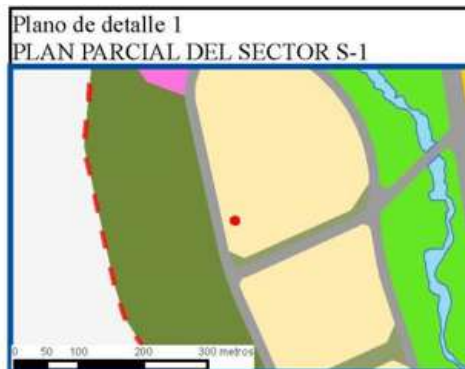 Plano de detalle 1
PLAN PARCIAL DEL SECTOR S-1
0 50 100 200 300 metros